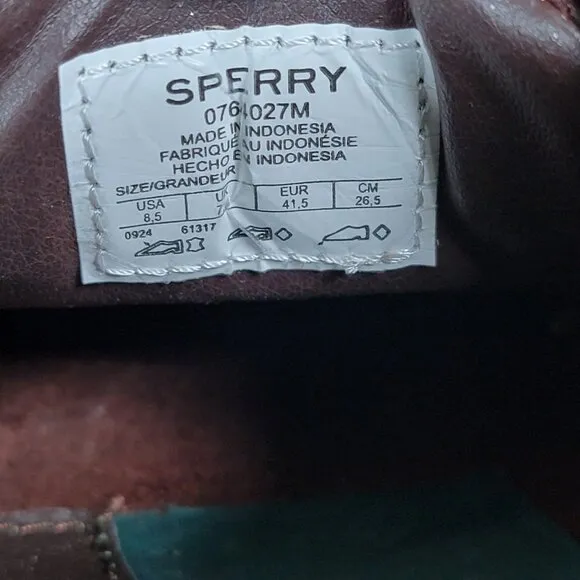 SPERRY
0764027M
MADE IN INDONESIA
FABRIQUE AU INDONÉSIE
HECHO EN INDONESIA
SIZE/GRANDEUR
USA EUR CM
8,5 41,5 26,5
0924 61317